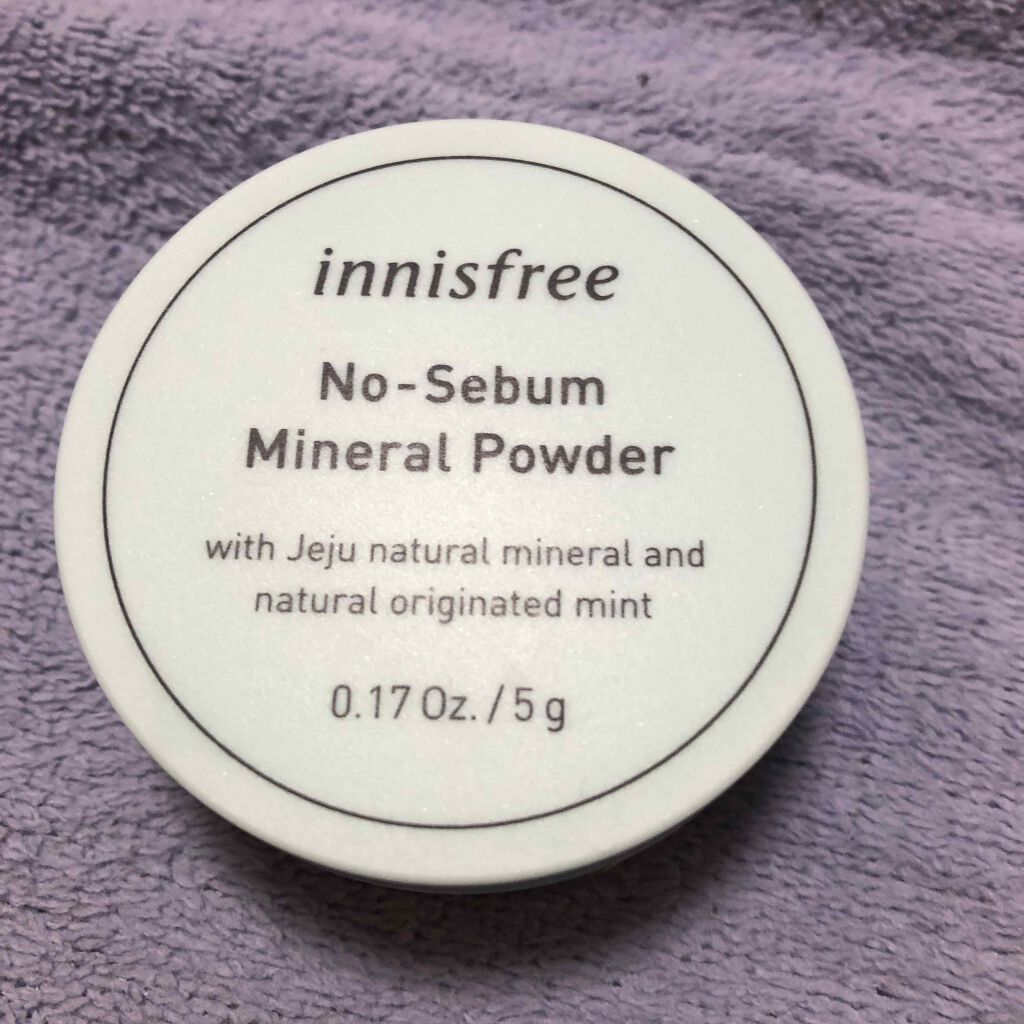 innisfree
No-Sebum
Mineral Powder
with Jeju natural mineral and
natural originated mint
0.17 Oz. / 5 g